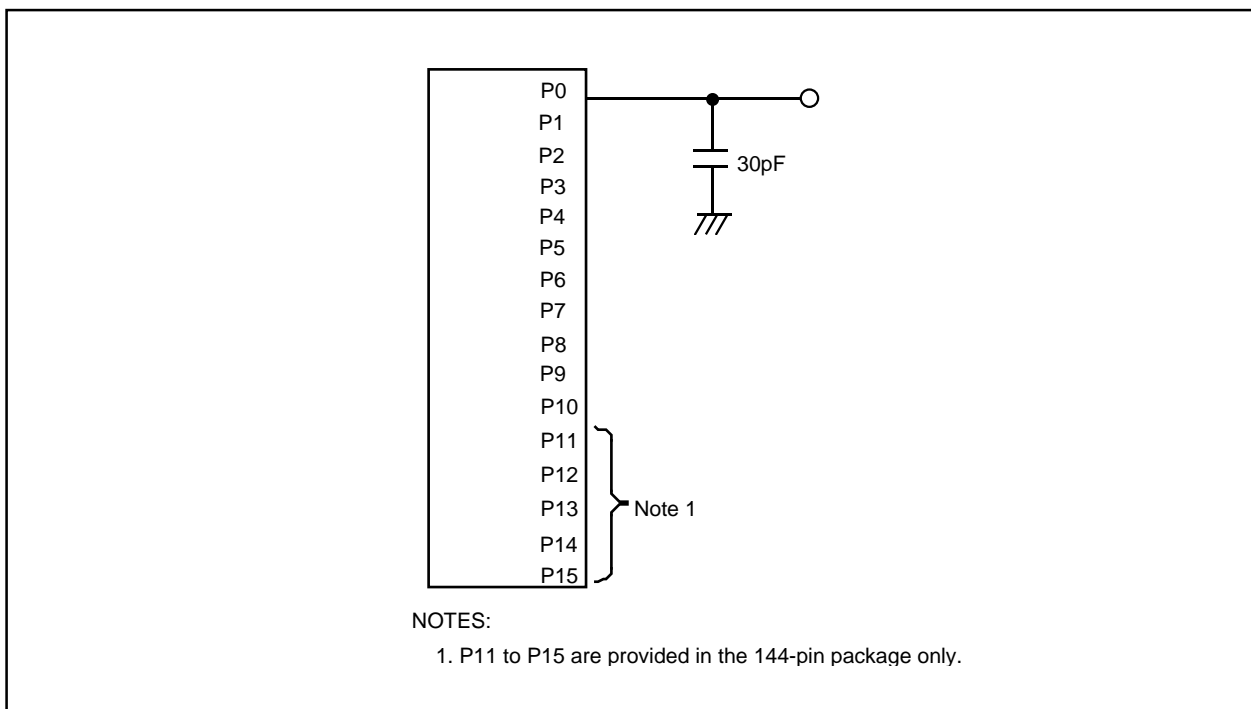 P0
P1
P2
P3
P4
P5
P6
P7
P8
P9
P10
P11
P12
P13
P14
P15
30pF
Note 1
NOTES:
1. P11 to P15 are provided in the 144-pin package only.